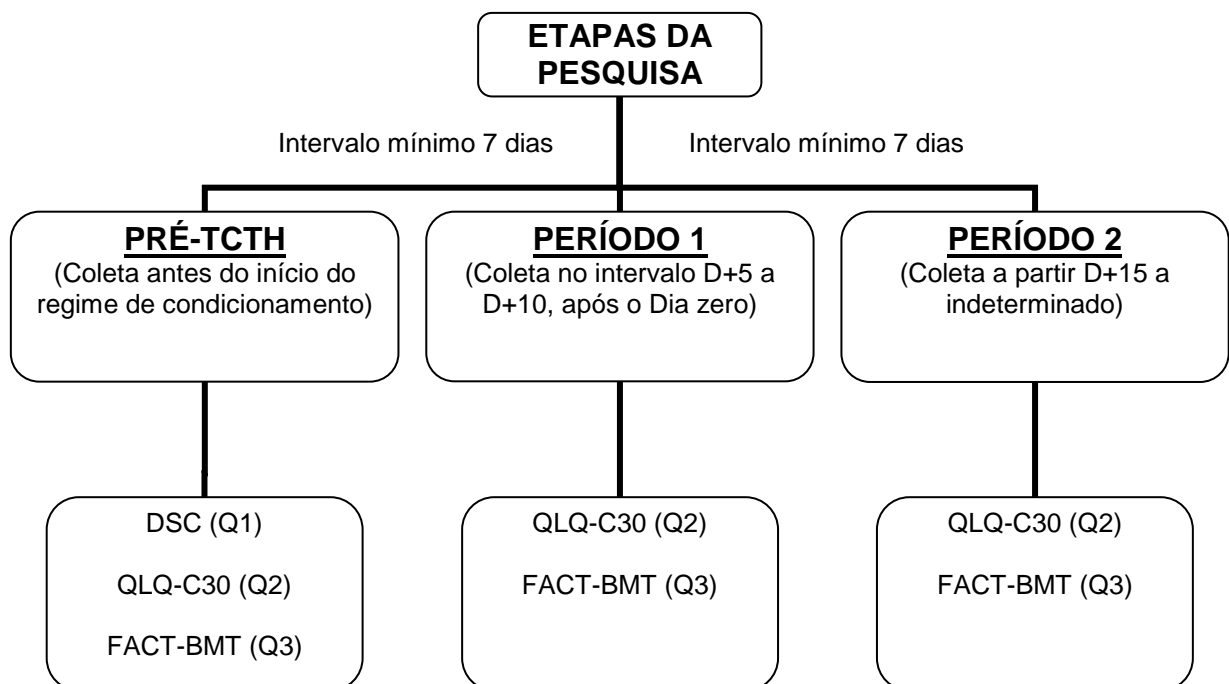 ETAPAS DA
PESQUISA
Intervalo mínimo 7 dias
Intervalo mínimo 7 dias
PRÉ-TCTH
(Coleta antes do início do
regime de condicionamento)
PERÍODO 1
(Coleta no intervalo D+5 a
D+10, após o Dia zero)
PERÍODO 2
(Coleta a partir D+15 a
indeterminado)
DSC (Q1)
QLQ-C30 (Q2)
FACT-BMT (Q3)
QLQ-C30 (Q2)
FACT-BMT (Q3)
QLQ-C30 (Q2)
FACT-BMT (Q3)